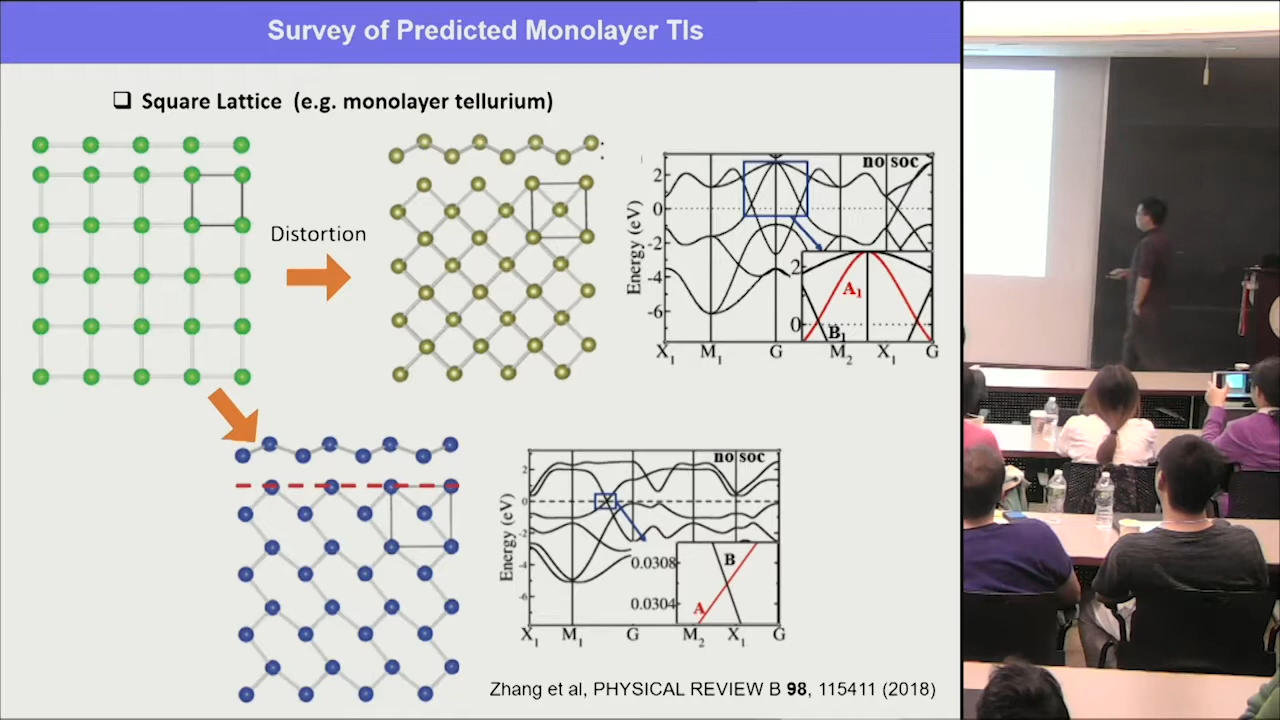 Survey of Predicted Monolayer TIs
Square Lattice (e.g. monolayer tellurium)
Distortion
no soc
Energy (eV)
2
0
-2
-4
-6
2
0
A1
B1
X1 M1 G M2 X1 G
no soc
Energy (eV)
2
0
-2
-4
-6
0.0308
0.0304
B
A
X1 M1 G M2 X1 G
Zhang et al, PHYSICAL REVIEW B 98, 115411 (2018)